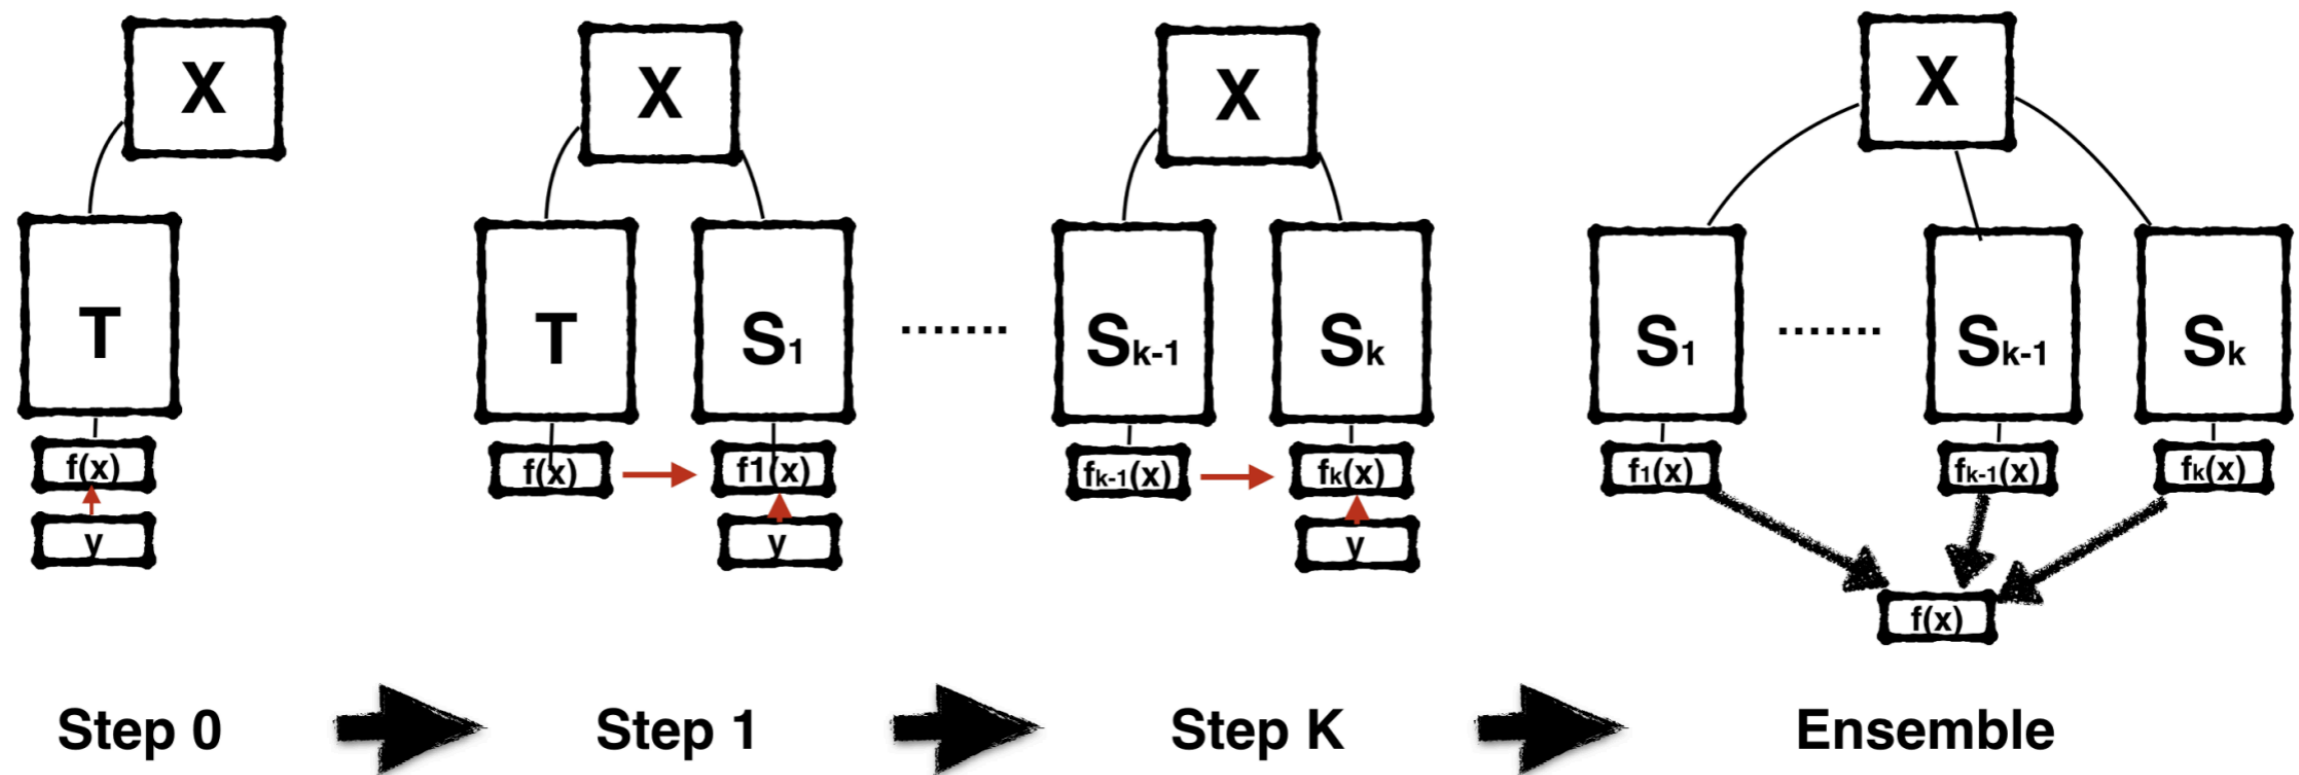 X
T
f(x)
y
X
T
S1
f(x)
f1(x)
y
.......
X
Sk-1
Sk
fk-1(x)
fk(x)
y
X
S1
.......
Sk-1
Sk
f1(x)
fk-1(x)
fk(x)
f(x)
Step 0
Step 1
Step K
Ensemble